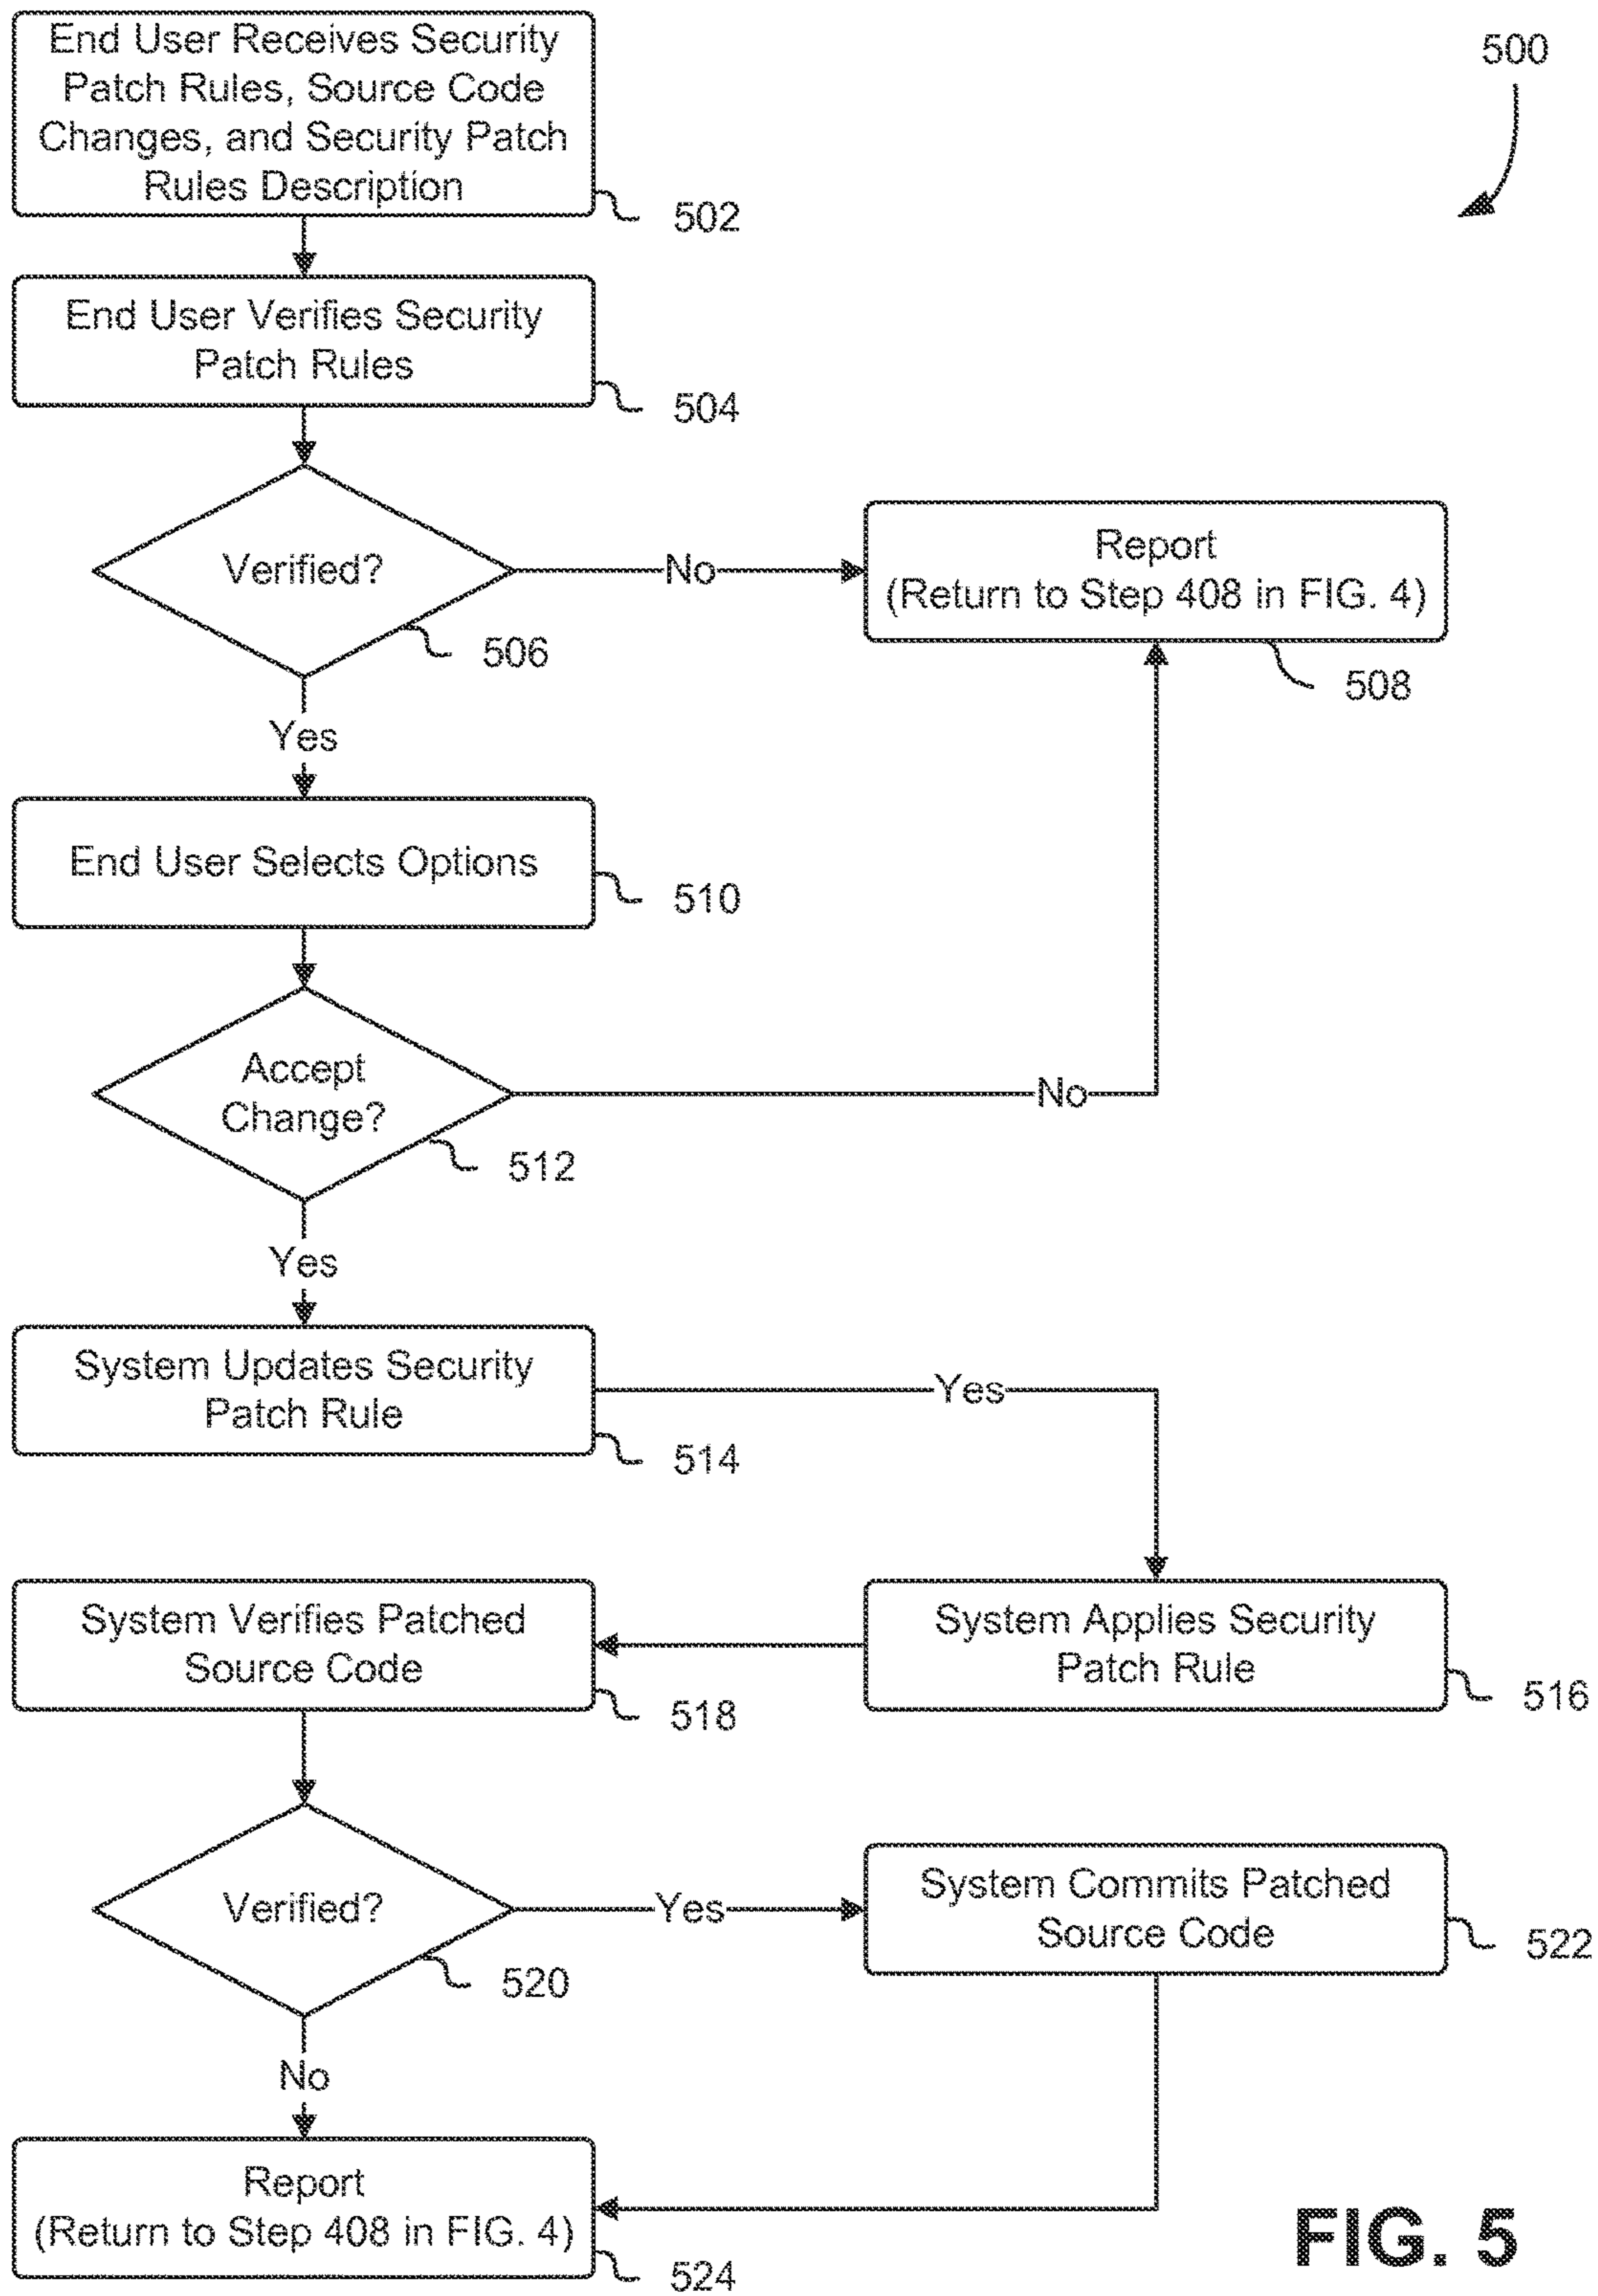 End User Receives Security
Patch Rules, Source Code
Changes, and Security Patch
Rules Description
502
500
End User Verifies Security
Patch Rules
504
Verified?
506
No
Report
(Return to Step 408 in FIG. 4)
508
Yes
End User Selects Options
510
Accept
Change?
512
No
Yes
System Updates Security
Patch Rule
514
Yes
System Applies Security
Patch Rule
516
System Verifies Patched
Source Code
518
Verified?
520
Yes
System Commits Patched
Source Code
522
No
Report
(Return to Step 408 in FIG. 4)
524
FIG. 5